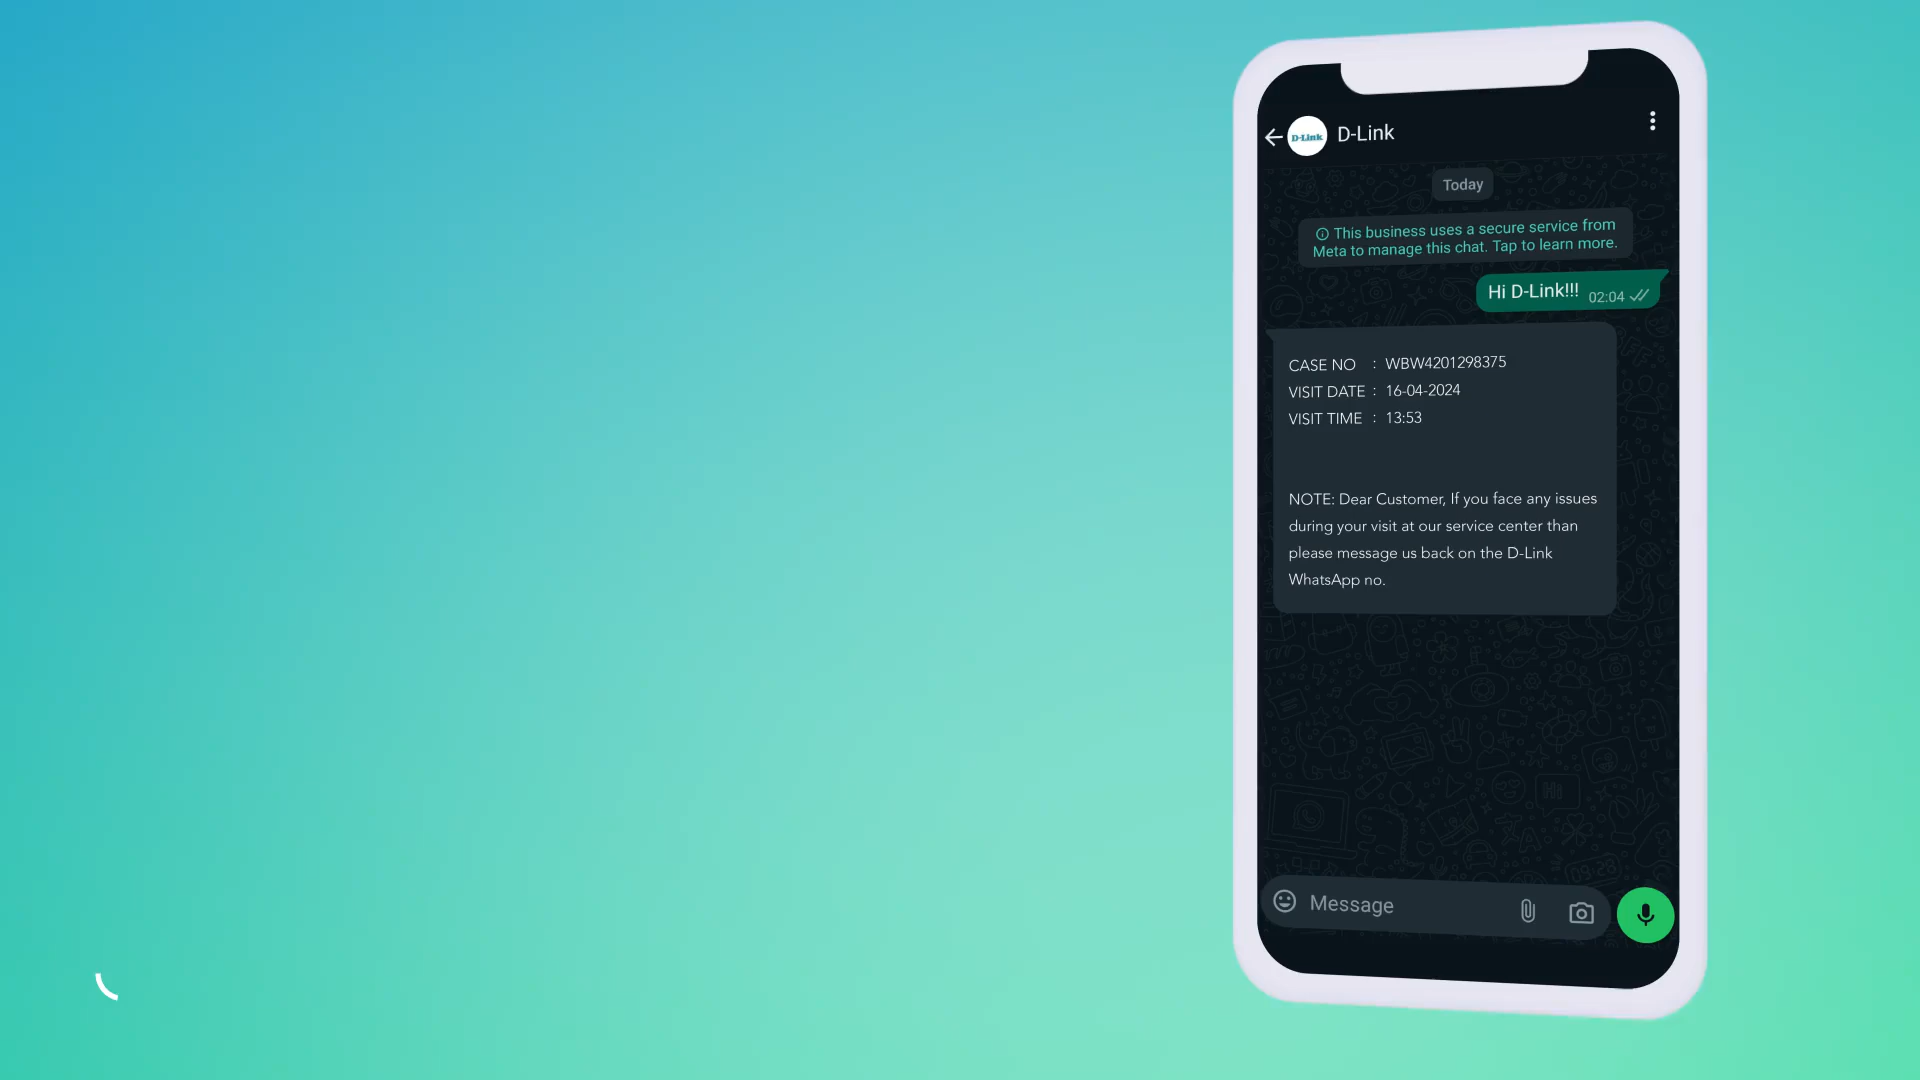 D-Link
D-Link
Today
This business uses a secure service from
Meta to manage this chat. Tap to learn more.
Hi D-Link!!! 02:04
CASE NO : WBW4201298375
VISIT DATE : 16-04-2024
VISIT TIME : 13:53
NOTE: Dear Customer, If you face any issues
during your visit at our service center than
please message us back on the D-Link
WhatsApp no.
Message